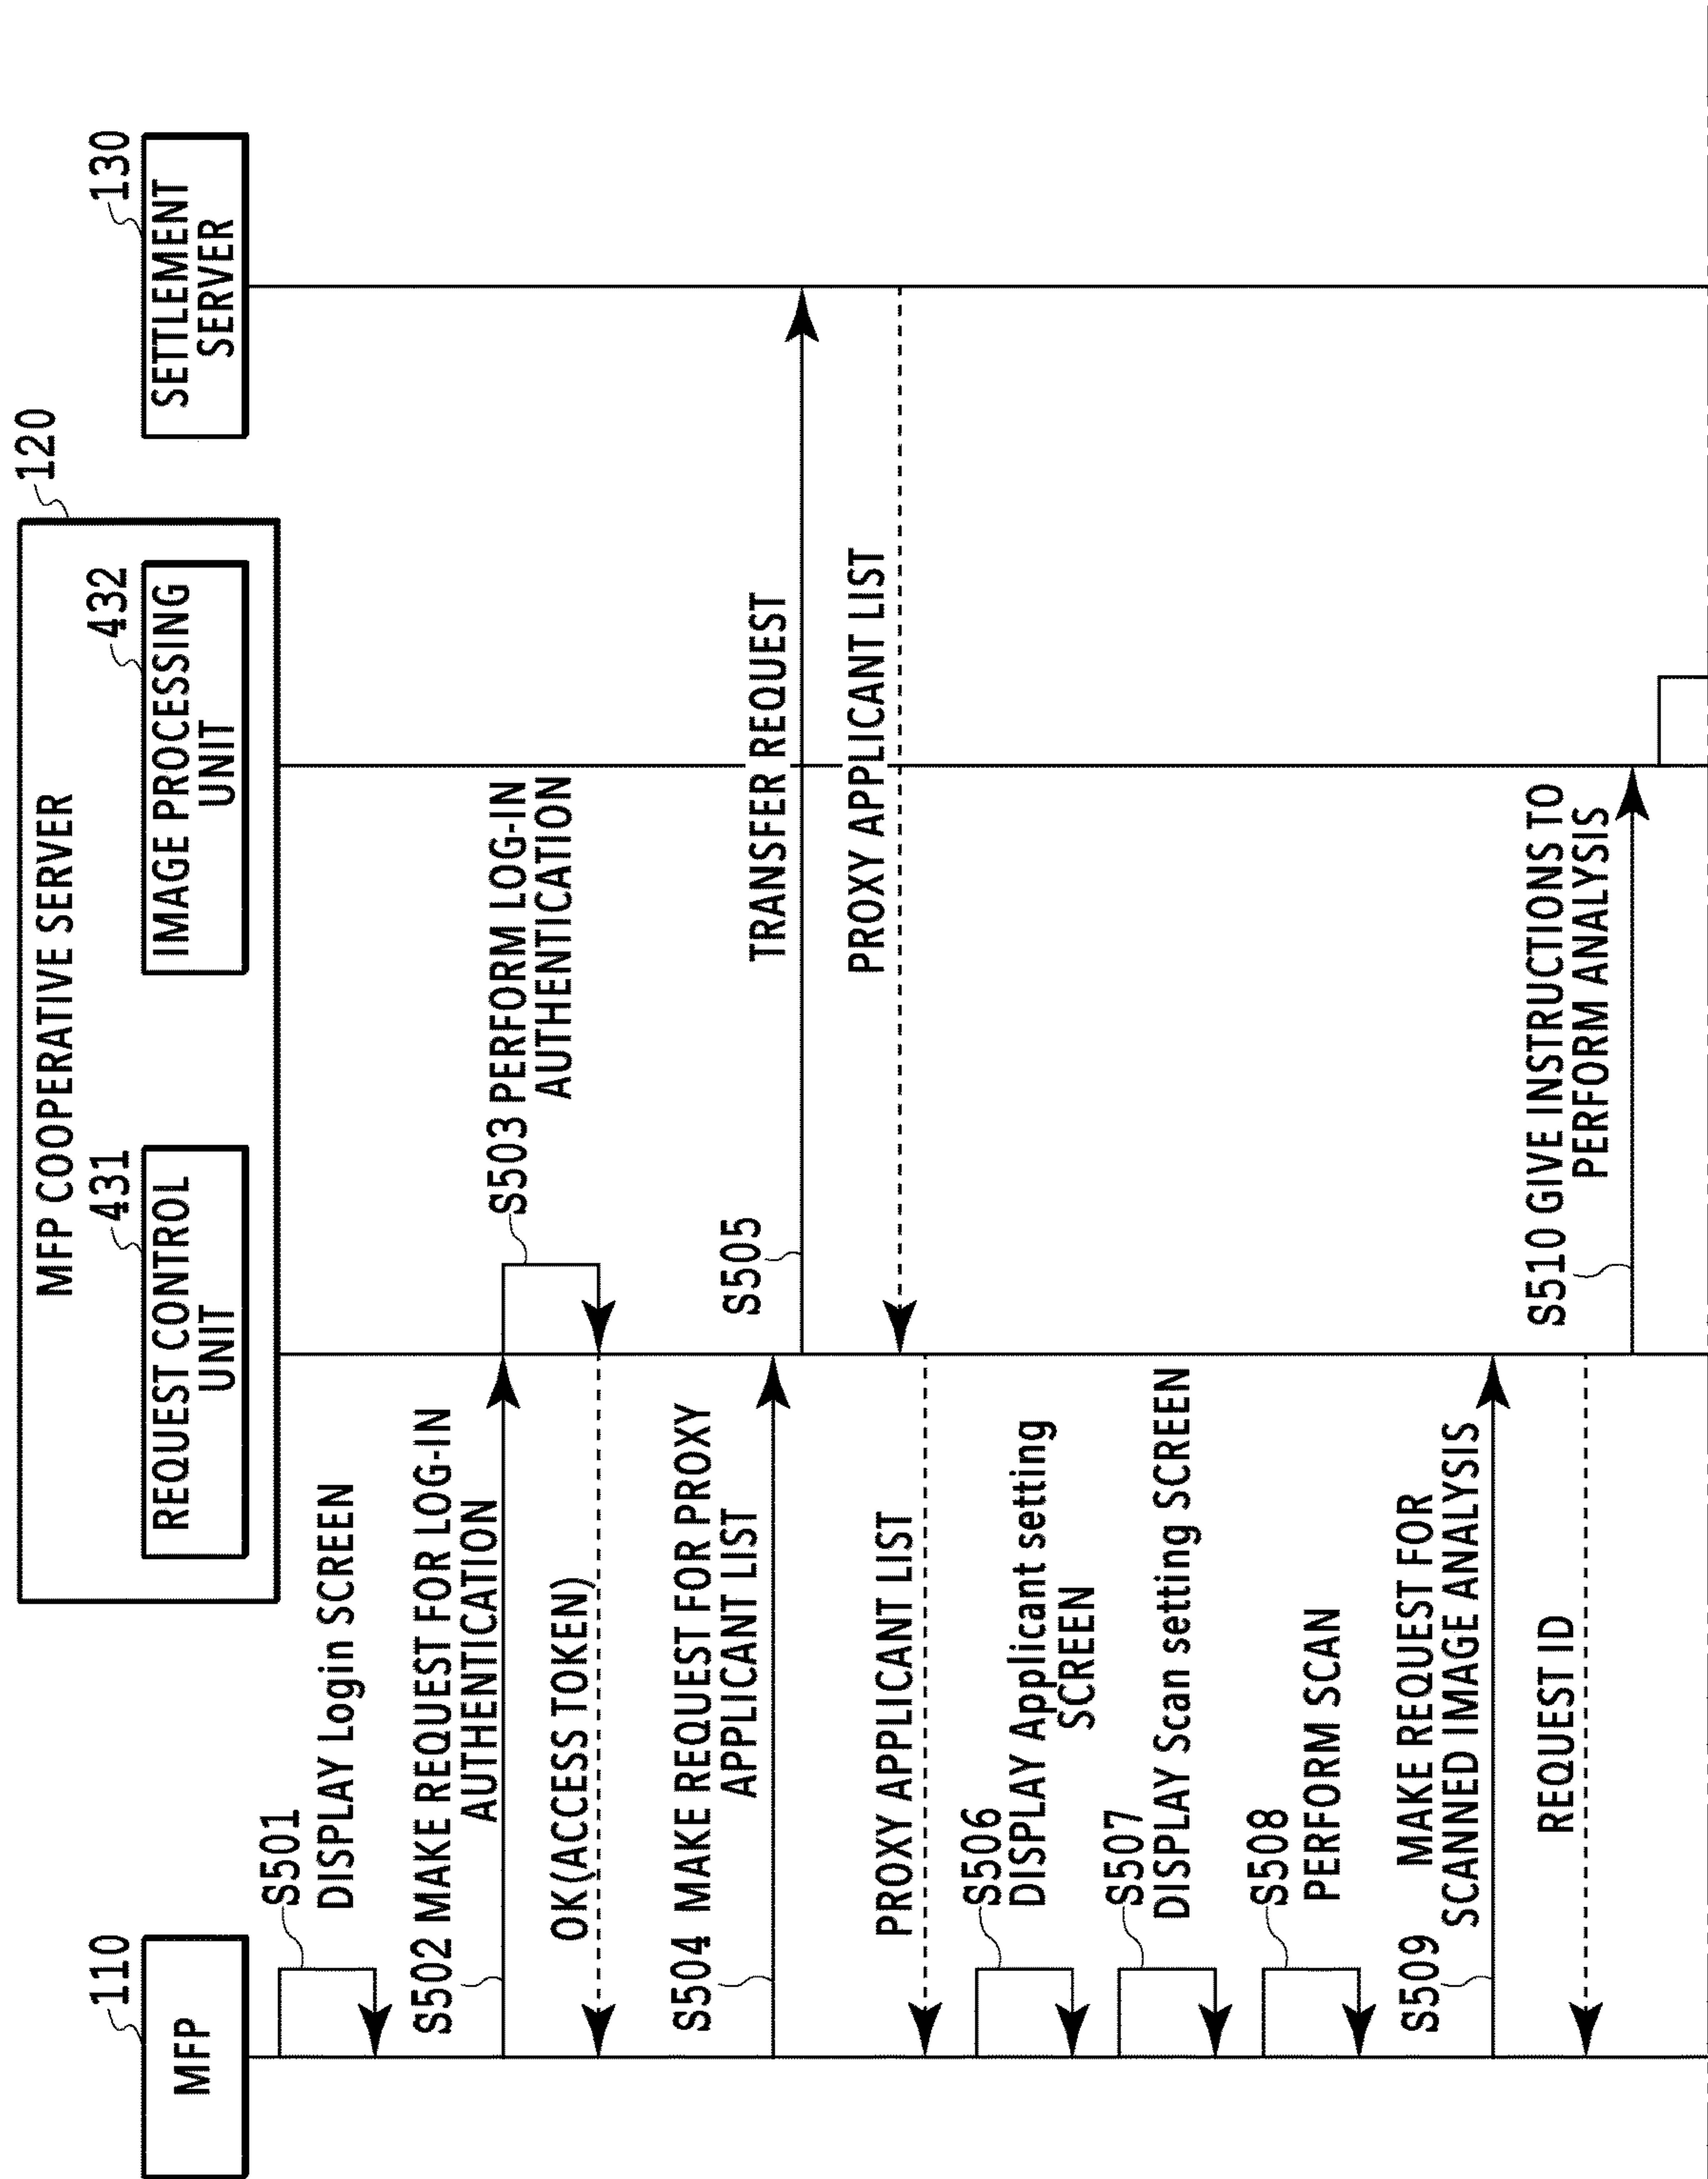 MFP COOPERATIVE SERVER
120
110
MFP
431
REQUEST CONTROL
UNIT
432
IMAGE PROCESSING
UNIT
130
SETTLEMENT
SERVER
S501
DISPLAY Login SCREEN
S502 MAKE REQUEST FOR LOG-IN
AUTHENTICATION
S503 PERFORM LOG-IN
AUTHENTICATION
OK(ACCESS TOKEN)
S504 MAKE REQUEST FOR PROXY
APPLICANT LIST
S505
TRANSFER REQUEST
PROXY APPLICANT LIST
PROXY APPLICANT LIST
S506
DISPLAY Applicant setting
SCREEN
S507
DISPLAY Scan setting SCREEN
S508
PERFORM SCAN
S509
MAKE REQUEST FOR
SCANNED IMAGE ANALYSIS
REQUEST ID
S510 GIVE INSTRUCTIONS TO
PERFORM ANALYSIS